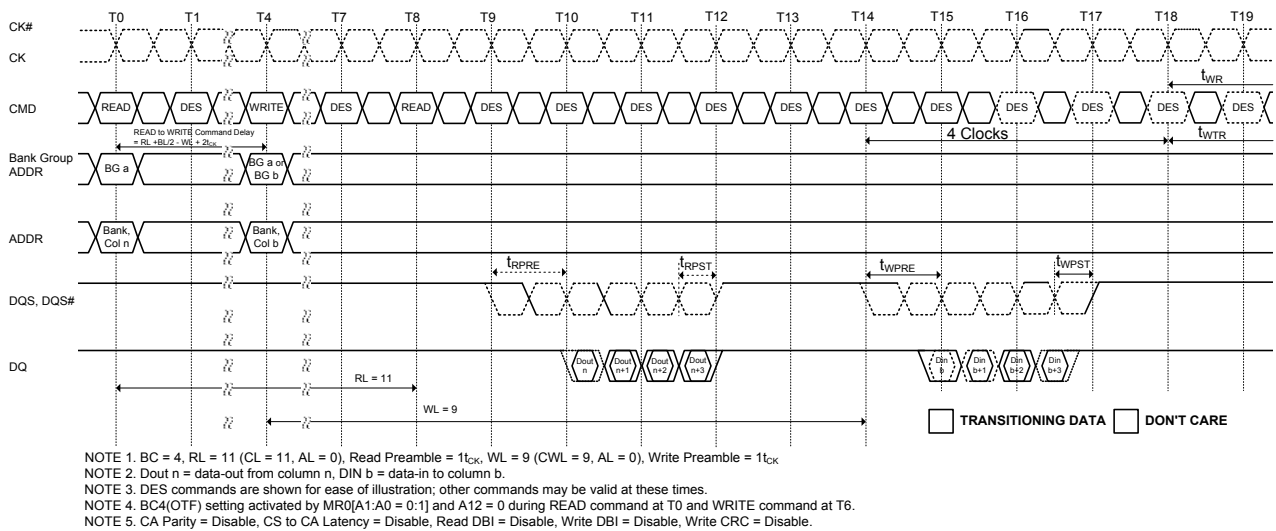 T0 T1 T4 T7 T8 T9 T10 T11 T12 T13 T14 T15 T16 T17 T18 T19
CK#
CK
tWR
CMD
READ DES WRITE DES READ DES DES DES DES DES DES DES DES DES DES DES
READ to WRITE Command Delay
= RL +BL/2 - WL + 2tCK
4 Clocks
tWTR
Bank Group
ADDR
BG a
BG a or
BG b
ADDR
Bank,
Col n
Bank,
Col b
tRPRE tRPST tWPRE tWPST
DQS, DQS#
DQ
Dout
n
Dout
n+1
Dout
n+2
Dout
n+3
Din
b
Din
b+1
Din
b+2
Din
b+3
RL = 11
WL = 9
TRANSITIONING DATA DON'T CARE
NOTE 1. BC = 4, RL = 11 (CL = 11, AL = 0), Read Preamble = 1tCK, WL = 9 (CWL = 9, AL = 0), Write Preamble = 1tCK
NOTE 2. Dout n = data-out from column n, DIN b = data-in to column b.
NOTE 3. DES commands are shown for ease of illustration; other commands may be valid at these times.
NOTE 4. BC4(OTF) setting activated by MR0[A1:A0 = 0:1] and A12 = 0 during READ command at T0 and WRITE command at T6.
NOTE 5. CA Parity = Disable, CS to CA Latency = Disable, Read DBI = Disable, Write DBI = Disable, Write CRC = Disable.